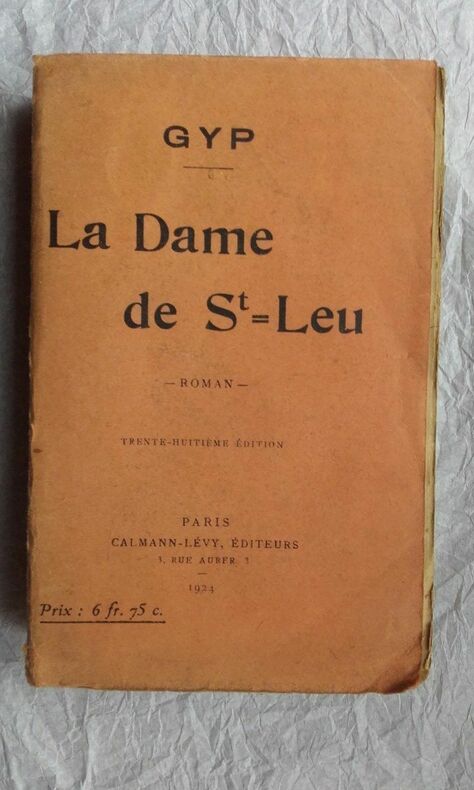 GYP
La Dame
de St=Leu
— ROMAN —
TRENTE-HUITIÈME ÉDITION
PARIS
CALMANN-LÉVY, ÉDITEURS
3, RUE AUBER, 3
1924
Prix : 6 fr. 75 c.